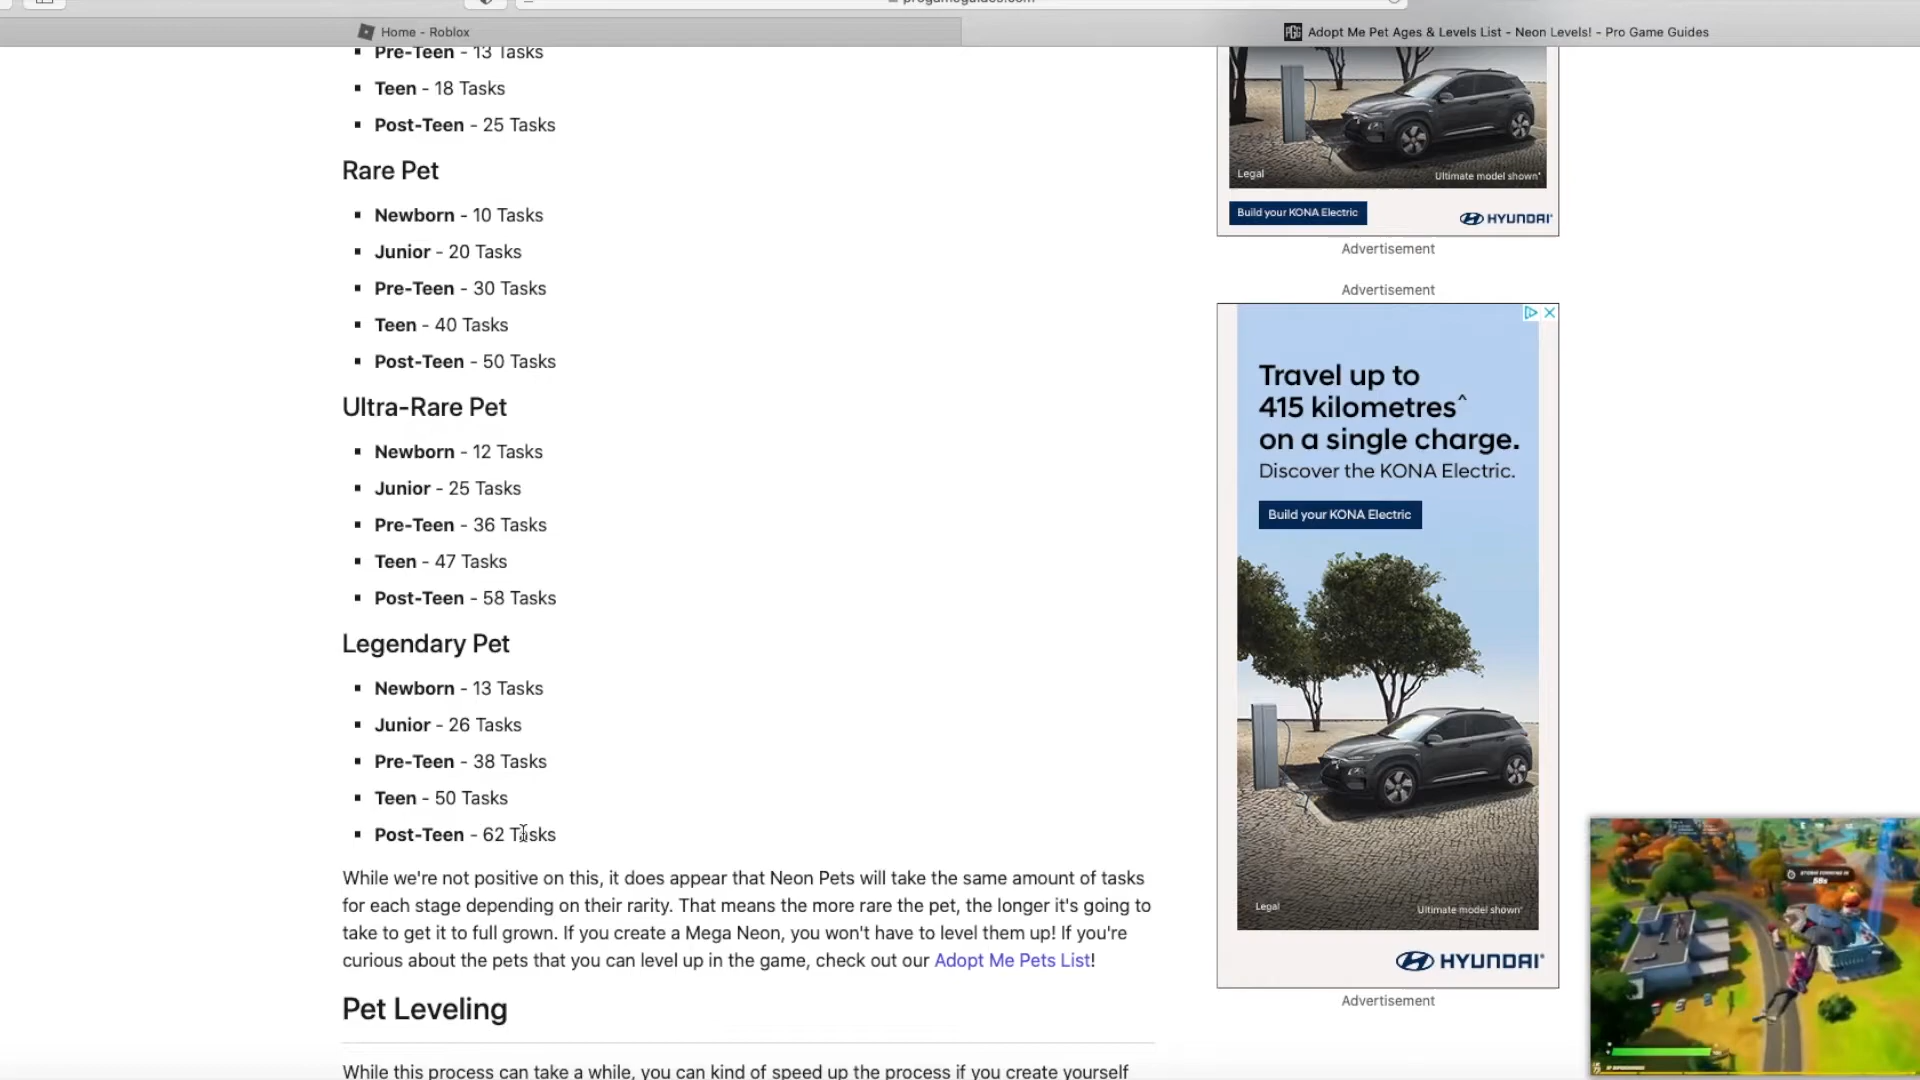 progameguides.com
Home - Roblox
Adopt Me Pet Ages & Levels List - Neon Levels! - Pro Game Guides
Pre-Teen - 13 Tasks
Teen - 18 Tasks
Post-Teen - 25 Tasks
Rare Pet
Newborn - 10 Tasks
Junior - 20 Tasks
Pre-Teen - 30 Tasks
Teen - 40 Tasks
Post-Teen - 50 Tasks
Ultra-Rare Pet
Newborn - 12 Tasks
Junior - 25 Tasks
Pre-Teen - 36 Tasks
Teen - 47 Tasks
Post-Teen - 58 Tasks
Legendary Pet
Newborn - 13 Tasks
Junior - 26 Tasks
Pre-Teen - 38 Tasks
Teen - 50 Tasks
Post-Teen - 62 Tasks
While we're not positive on this, it does appear that Neon Pets will take the same amount of tasks
for each stage depending on their rarity. That means the more rare the pet, the longer it's going to
take to get it to full grown. If you create a Mega Neon, you won't have to level them up! If you're
curious about the pets that you can level up in the game, check out our Adopt Me Pets List!
Pet Leveling
While this process can take a while, you can kind of speed up the process if you create yourself
Legal
Ultimate model shown*
Build your KONA Electric
HYUNDAI
Advertisement
Advertisement
Travel up to
415 kilometres^
on a single charge.
Discover the KONA Electric.
Build your KONA Electric
Legal
Ultimate model shown*
HYUNDAI
Advertisement